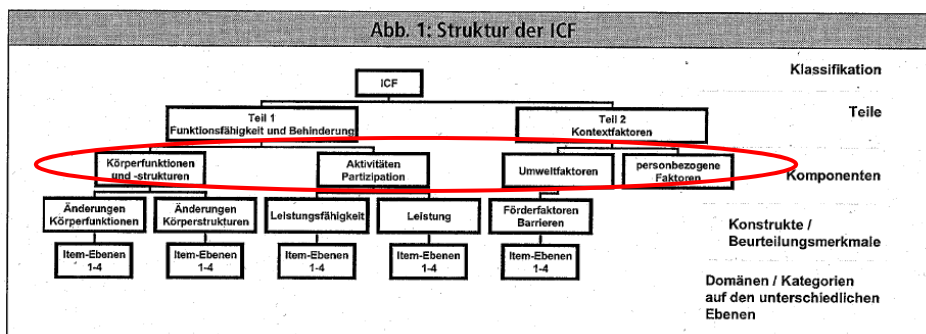 Abb. 1: Struktur der ICF
Klassifikation
ICF
Teile
Teil 1
Funktionsfähigkeit und Behinderung
Teil 2
Kontextfaktoren
Komponenten
Körperfunktionen
und -strukturen
Aktivitäten
Partizipation
Umweltfaktoren
personbezogene
Faktoren
Konstrukte /
Beurteilungsmerkmale
Änderungen
Körperfunktionen
Änderungen
Körperstrukturen
Leistungsfähigkeit
Leistung
Förderfaktoren
Barrieren
Domänen / Kategorien
auf den unterschiedlichen
Ebenen
Item-Ebenen
1-4
Item-Ebenen
1-4
Item-Ebenen
1-4
Item-Ebenen
1-4
Item-Ebenen
1-4